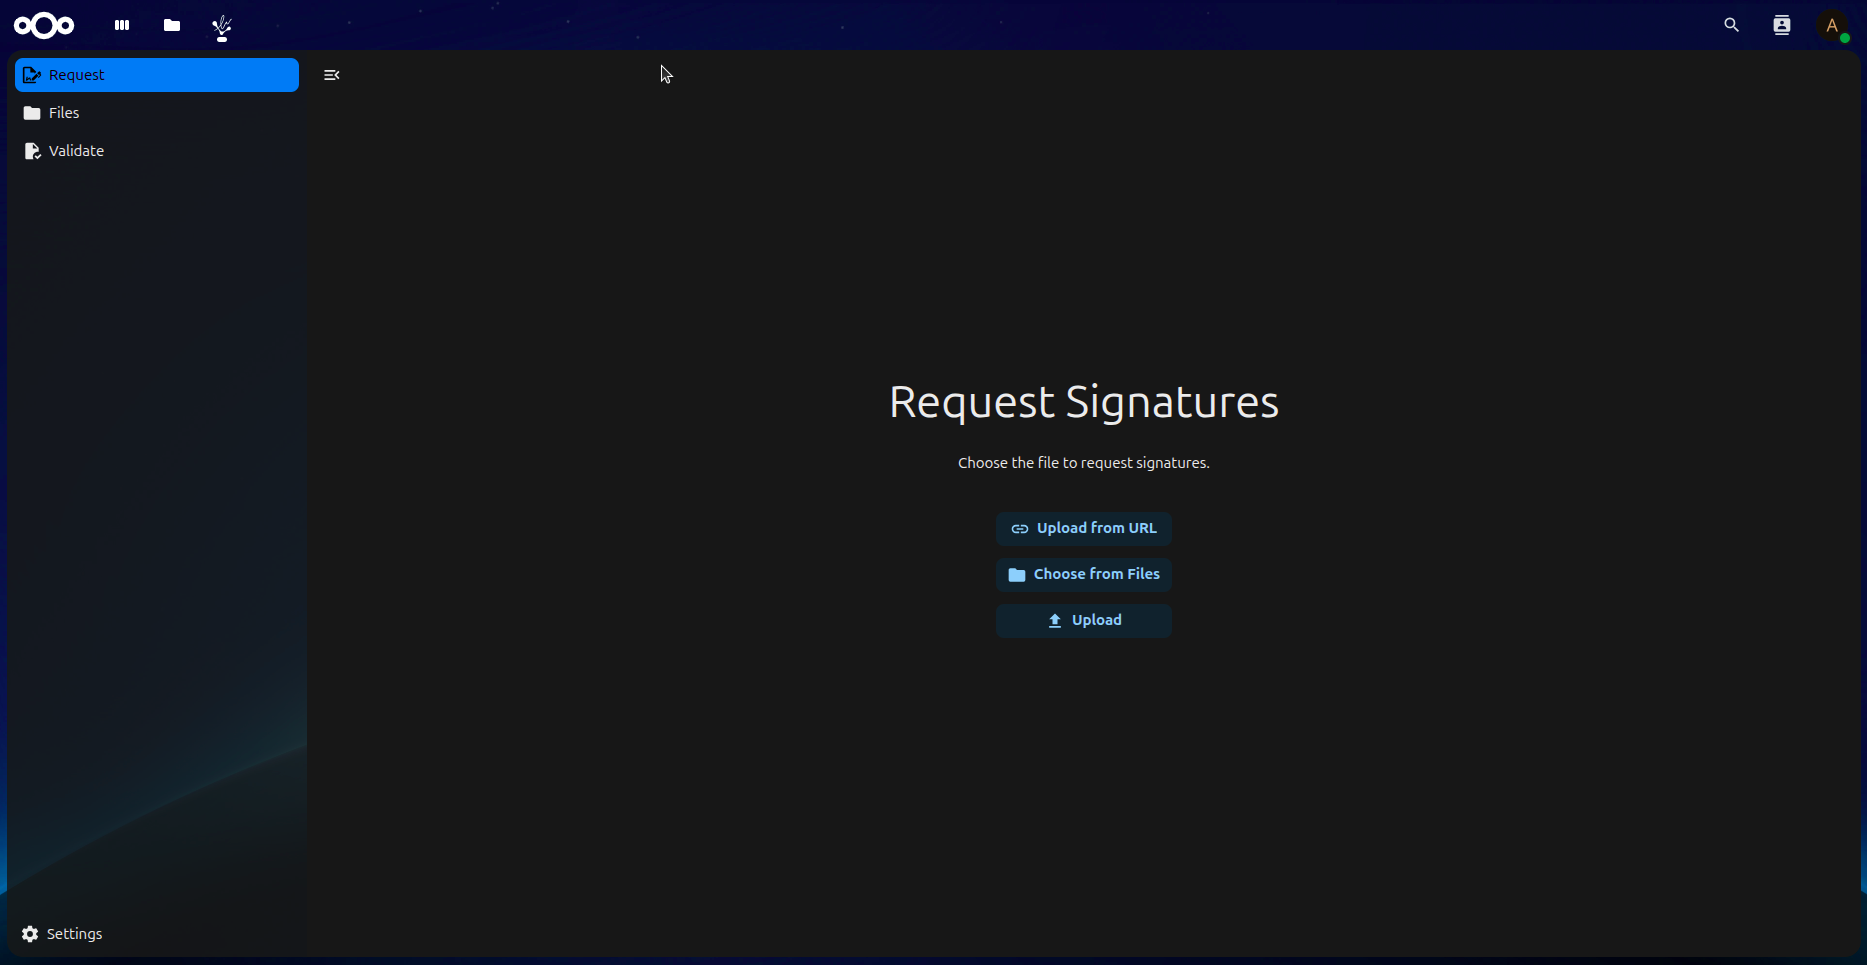 A
Request
Files
Validate
Request Signatures
Choose the file to request signatures.
Upload from URL
Choose from Files
Upload
Settings